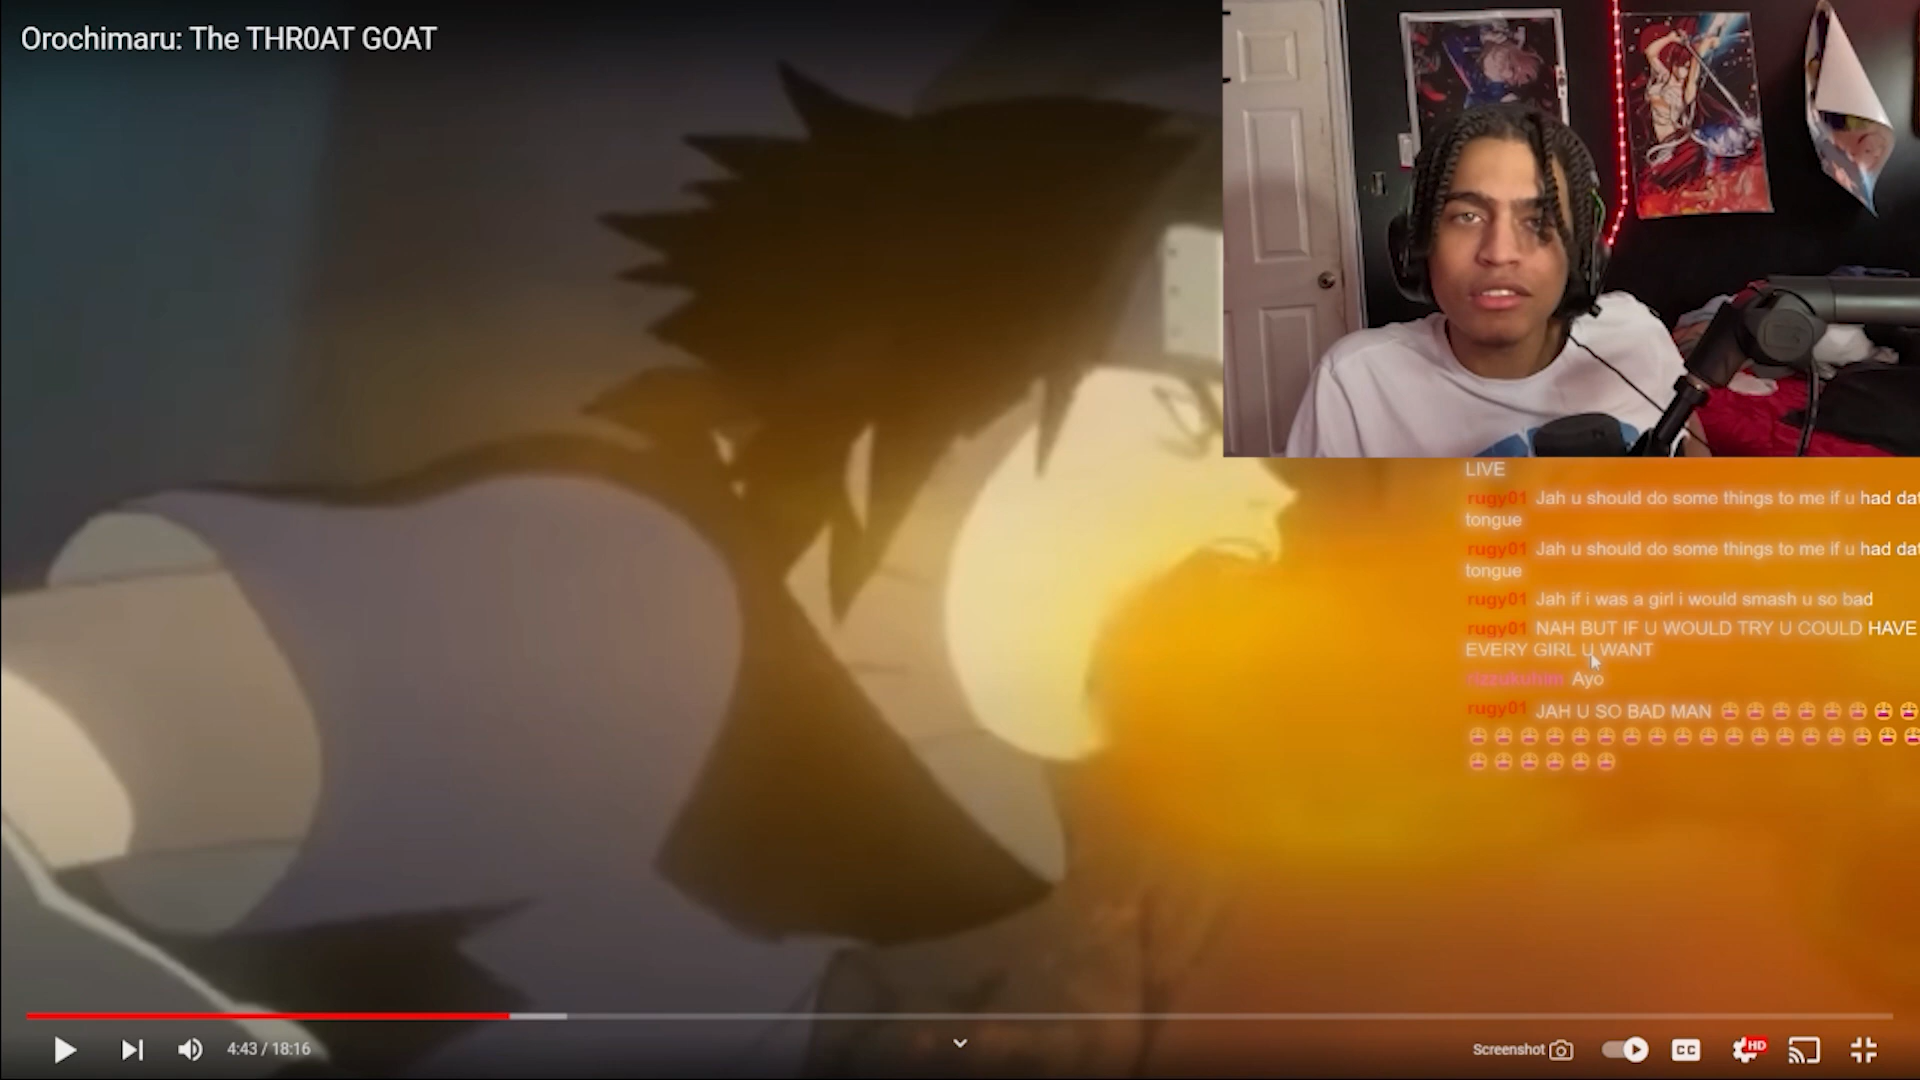 Orochimaru: The THR0AT GOAT
LIVE
rugy01 Jah u should do some things to me if u had dat
tongue
rugy01 Jah u should do some things to me if u had dat
tongue
rugy01 Jah if i was a girl i would smash u so bad
rugy01 NAH BUT IF U WOULD TRY U COULD HAVE
EVERY GIRL U WANT
rizzukuhim Ayo
rugy01 JAH U SO BAD MAN 😩😩😩😩😩😩😩😩
😩😩😩😩😩😩😩😩😩😩😩😩😩😩😩😩😩😩
😩😩😩😩😩😩
4:43 / 18:16
Screenshot
CC
HD